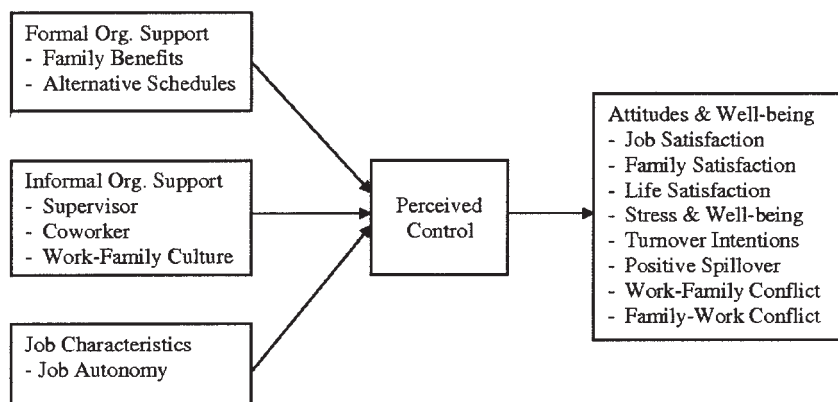 Formal Org. Support
- Family Benefits
- Alternative Schedules
Informal Org. Support
- Supervisor
- Coworker
- Work-Family Culture
Job Characteristics
- Job Autonomy
Perceived
Control
Attitudes & Well-being
- Job Satisfaction
- Family Satisfaction
- Life Satisfaction
- Stress & Well-being
- Turnover Intentions
- Positive Spillover
- Work-Family Conflict
- Family-Work Conflict